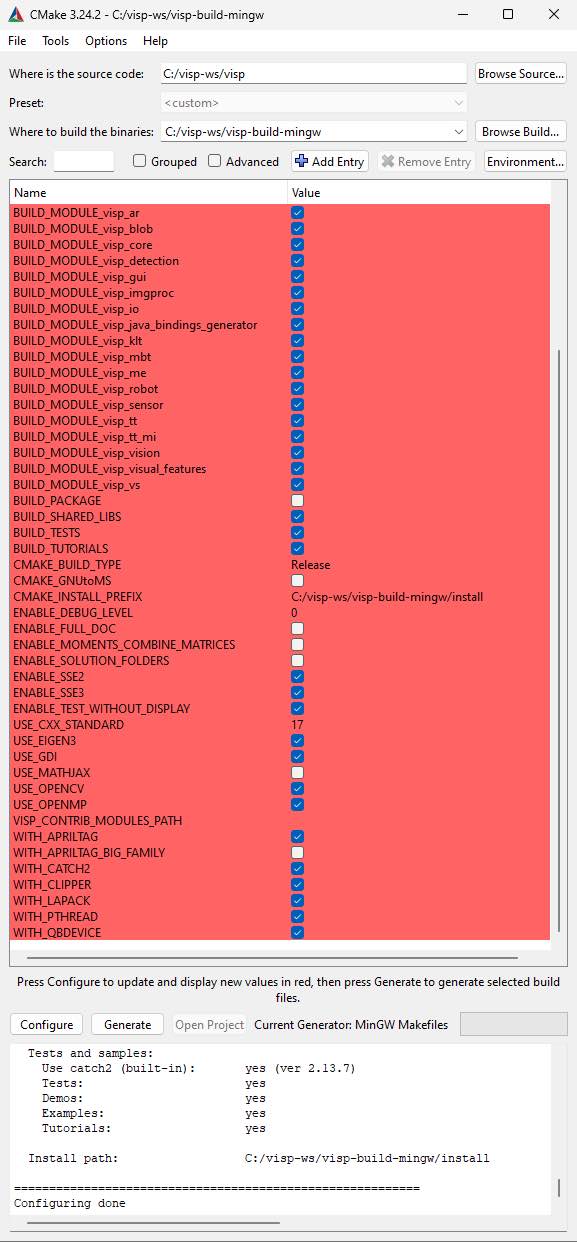 CMake 3.24.2 - C:/visp-ws/visp-build-mingw
File Tools Options Help
Where is the source code: C:/visp-ws/visp Browse Source...
Preset: <custom>
Where to build the binaries: C:/visp-ws/visp-build-mingw Browse Build...
Search: Grouped Advanced Add Entry Remove Entry Environment...
Name Value
BUILD_MODULE_visp_ar
BUILD_MODULE_visp_blob
BUILD_MODULE_visp_core
BUILD_MODULE_visp_detection
BUILD_MODULE_visp_gui
BUILD_MODULE_visp_imgproc
BUILD_MODULE_visp_io
BUILD_MODULE_visp_java_bindings_generator
BUILD_MODULE_visp_klt
BUILD_MODULE_visp_mbt
BUILD_MODULE_visp_me
BUILD_MODULE_visp_robot
BUILD_MODULE_visp_sensor
BUILD_MODULE_visp_tt
BUILD_MODULE_visp_tt_mi
BUILD_MODULE_visp_vision
BUILD_MODULE_visp_visual_features
BUILD_MODULE_visp_vs
BUILD_PACKAGE
BUILD_SHARED_LIBS
BUILD_TESTS
BUILD_TUTORIALS
CMAKE_BUILD_TYPE Release
CMAKE_GNUtoMS
CMAKE_INSTALL_PREFIX C:/visp-ws/visp-build-mingw/install
ENABLE_DEBUG_LEVEL 0
ENABLE_FULL_DOC
ENABLE_MOMENTS_COMBINE_MATRICES
ENABLE_SOLUTION_FOLDERS
ENABLE_SSE2
ENABLE_SSE3
ENABLE_TEST_WITHOUT_DISPLAY
USE_CXX_STANDARD 17
USE_EIGEN3
USE_GDI
USE_MATHJAX
USE_OPENCV
USE_OPENMP
VISP_CONTRIB_MODULES_PATH
WITH_APRILTAG
WITH_APRILTAG_BIG_FAMILY
WITH_CATCH2
WITH_CLIPPER
WITH_LAPACK
WITH_PTHREAD
WITH_QBDEVICE
Press Configure to update and display new values in red, then press Generate to generate selected build
files.
Configure Generate Open Project Current Generator: MinGW Makefiles
Tests and samples:
Use catch2 (built-in): yes (ver 2.13.7)
Tests: yes
Demos: yes
Examples: yes
Tutorials: yes
Install path: C:/visp-ws/visp-build-mingw/install
==========================================================
Configuring done